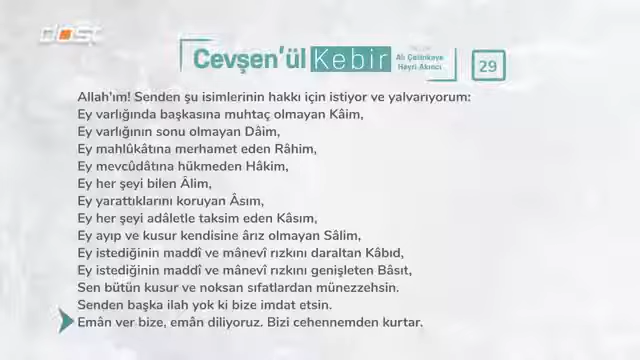 dost
Cevşen'ül Kebir
Ali Çelikkaya
Hayri Akıncı
29
Allah'ım! Senden şu isimlerinin hakkı için istiyor ve yalvarıyorum:
Ey varlığında başkasına muhtaç olmayan Kâim,
Ey varlığının sonu olmayan Dâim,
Ey mahlûkâtına merhamet eden Râhim,
Ey mevcûdâtına hükmeden Hâkim,
Ey her şeyi bilen Âlim,
Ey yarattıklarını koruyan Âsım,
Ey her şeyi adâletle taksim eden Kâsım,
Ey ayıp ve kusur kendisine ârız olmayan Sâlim,
Ey istediğinin maddî ve mânevî rızkını daraltan Kâbıd,
Ey istediğinin maddî ve mânevî rızkını genişleten Bâsıt,
Sen bütün kusur ve noksan sıfatlardan münezzehsin.
Senden başka ilah yok ki bize imdat etsin.
Emân ver bize, emân diliyoruz. Bizi cehennemden kurtar.